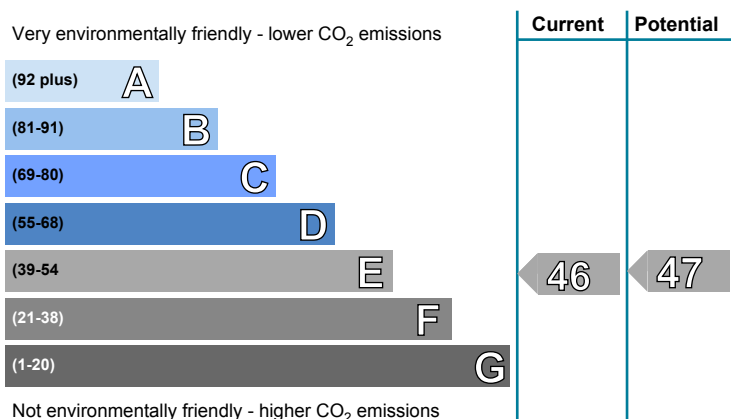 Very environmentally friendly - lower CO₂ emissions
Current Potential
(92 plus) A
(81-91) B
(69-80) C
(55-68) D
(39-54 E 46 47
(21-38) F
(1-20) G
Not environmentally friendly - higher CO₂ emissions